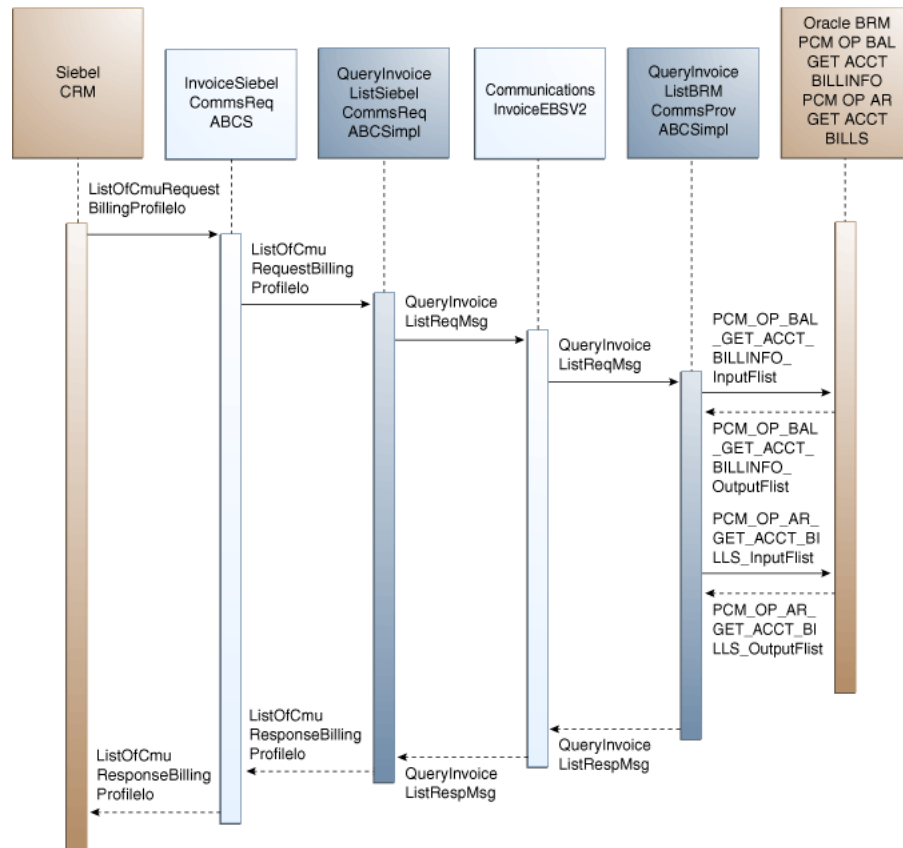 Siebel
CRM
InvoiceSiebel
CommsReq
ABCS
QueryInvoice
ListSiebel
CommsReq
ABCSimpl
Communications
InvoiceEBSV2
QueryInvoice
ListBRM
CommsProv
ABCSimpl
Oracle BRM
PCM OP BAL
GET ACCT
BILLINFO
PCM OP AR
GET ACCT
BILLS
ListOfCmuRequest
BillingProfileIo
ListOfCmu
RequestBilling
ProfileIo
QueryInvoice
ListReqMsg
QueryInvoice
ListReqMsg
PCM_OP_BAL
_GET_ACCT_
BILLINFO_
InputFlist
PCM_OP_BAL
_GET_ACCT_
BILLINFO_
OutputFlist
PCM_OP_AR_
GET_ACCT_BI
LLS_InputFlist
PCM_OP_AR_
GET_ACCT_BI
LLS_OutputFlist
QueryInvoice
ListRespMsg
QueryInvoice
ListRespMsg
ListOfCmu
ResponseBilling
ProfileIo
ListOfCmu
ResponseBilling
ProfileIo